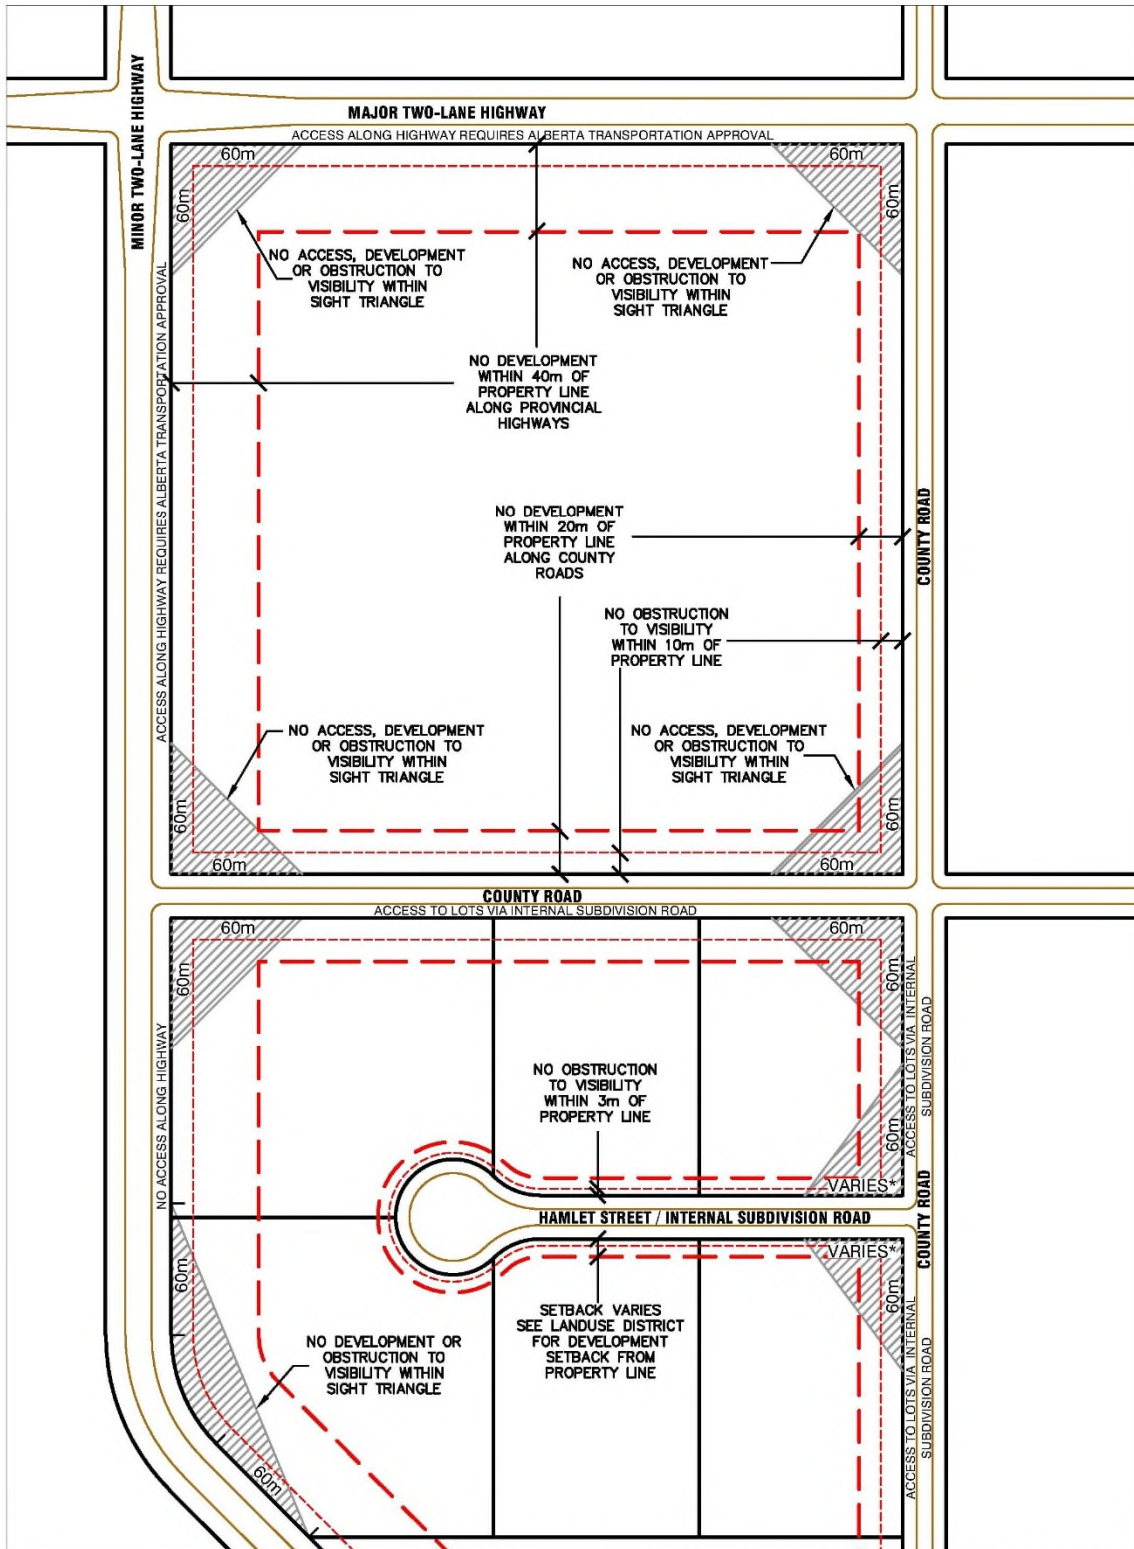 MINOR TWO-LANE HIGHWAY
MAJOR TWO-LANE HIGHWAY
ACCESS ALONG HIGHWAY REQUIRES ALBERTA TRANSPORTATION APPROVAL
60m
60m
60m
60m
NO ACCESS, DEVELOPMENT
OR OBSTRUCTION TO
VISIBILITY WITHIN
SIGHT TRIANGLE
NO ACCESS, DEVELOPMENT
OR OBSTRUCTION TO
VISIBILITY WITHIN
SIGHT TRIANGLE
ACCESS ALONG HIGHWAY REQUIRES ALBERTA TRANSPORTATION APPROVAL
NO DEVELOPMENT
WITHIN 40m OF
PROPERTY LINE
ALONG PROVINCIAL
HIGHWAYS
NO DEVELOPMENT
WITHIN 20m OF
PROPERTY LINE
ALONG COUNTY
ROADS
COUNTY ROAD
NO OBSTRUCTION
TO VISIBILITY
WITHIN 10m OF
PROPERTY LINE
NO ACCESS, DEVELOPMENT
OR OBSTRUCTION TO
VISIBILITY WITHIN
SIGHT TRIANGLE
NO ACCESS, DEVELOPMENT
OR OBSTRUCTION TO
VISIBILITY WITHIN
SIGHT TRIANGLE
60m
60m
60m
60m
COUNTY ROAD
ACCESS TO LOTS VIA INTERNAL SUBDIVISION ROAD
60m
60m
60m
60m
NO ACCESS ALONG HIGHWAY
ACCESS TO LOTS VIA INTERNAL
SUBDIVISION ROAD
NO OBSTRUCTION
TO VISIBILITY
WITHIN 3m OF
PROPERTY LINE
60m
VARIES*
HAMLET STREET / INTERNAL SUBDIVISION ROAD
COUNTY ROAD
VARIES*
60m
60m
SETBACK VARIES
SEE LANDUSE DISTRICT
FOR DEVELOPMENT
SETBACK FROM
PROPERTY LINE
NO DEVELOPMENT OR
OBSTRUCTION TO
VISIBILITY WITHIN
SIGHT TRIANGLE
ACCESS TO LOTS VIA INTERNAL
SUBDIVISION ROAD
60m